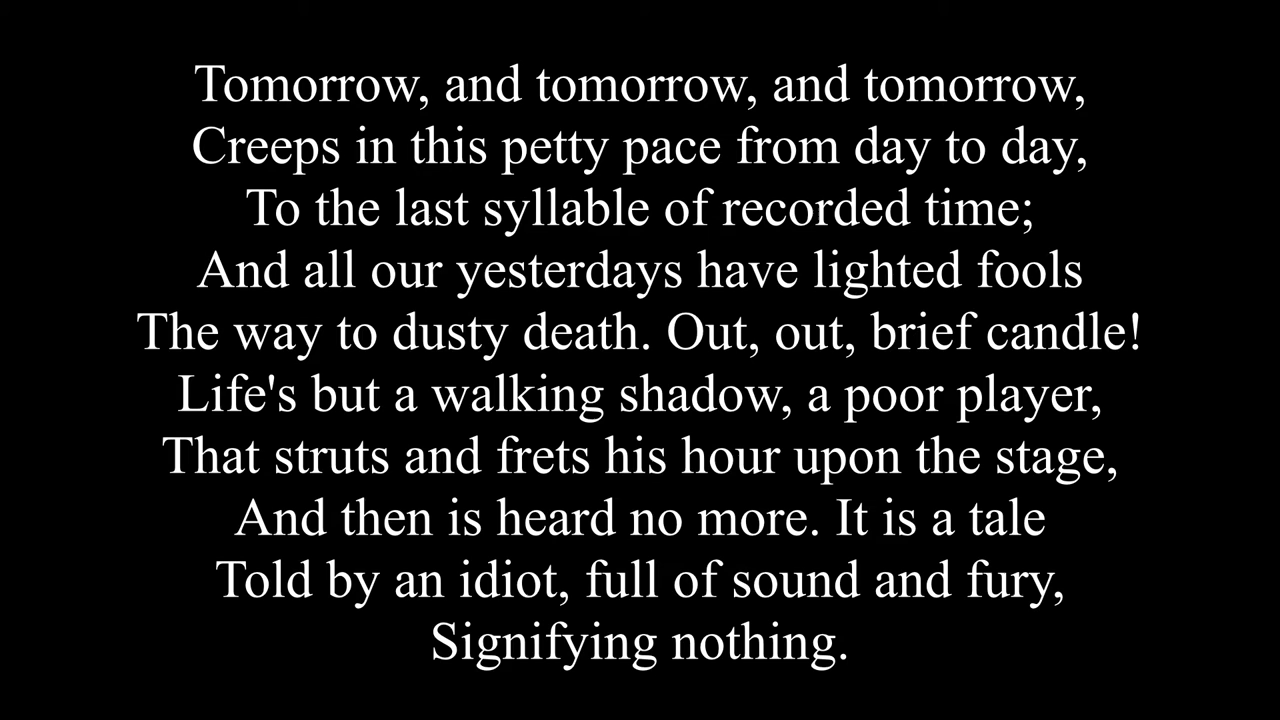 Tomorrow, and tomorrow, and tomorrow,
Creeps in this petty pace from day to day,
To the last syllable of recorded time;
And all our yesterdays have lighted fools
The way to dusty death. Out, out, brief candle!
Life's but a walking shadow, a poor player,
That struts and frets his hour upon the stage,
And then is heard no more. It is a tale
Told by an idiot, full of sound and fury,
Signifying nothing.